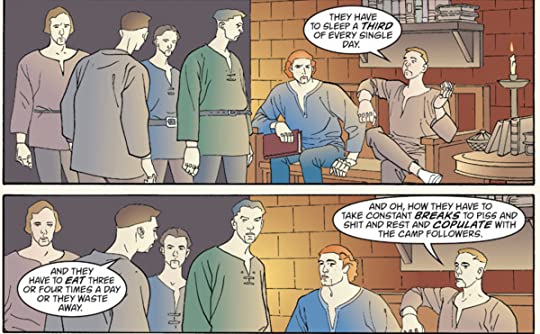 THEY HAVE
TO SLEEP A THIRD
OF EVERY SINGLE
DAY.
AND THEY
HAVE TO EAT THREE
OR FOUR TIMES A DAY
OR THEY WASTE
AWAY.
AND OH, HOW THEY HAVE TO
TAKE CONSTANT BREAKS TO PISS AND
SHIT AND REST AND COPULATE WITH
THE CAMP FOLLOWERS.